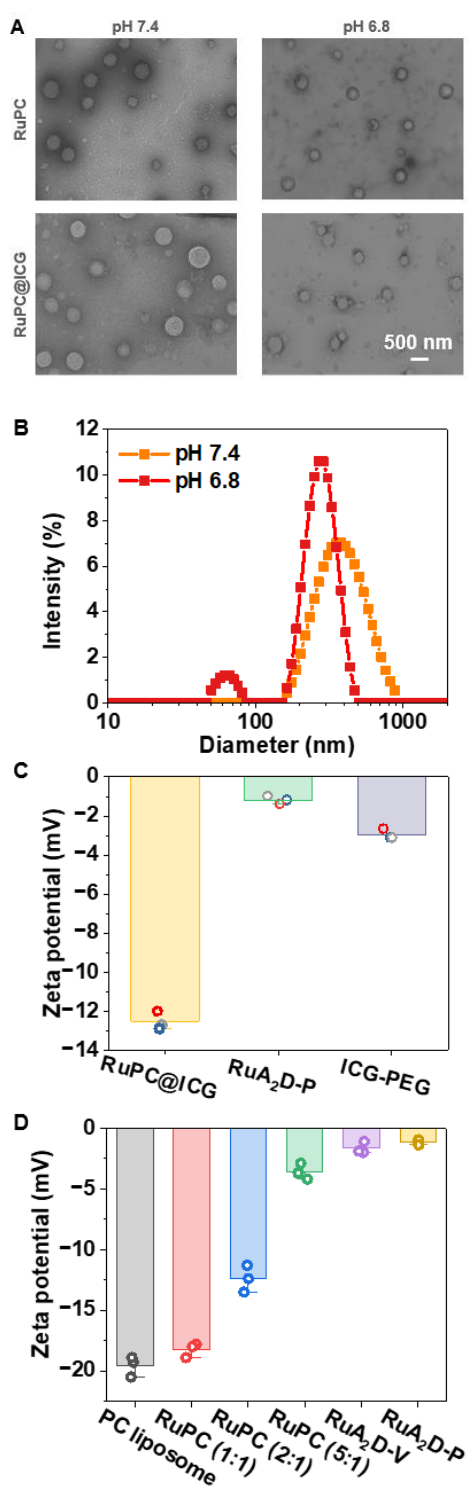 A
pH 7.4
pH 6.8
RuPC
RuPC@ICG
500 nm
B
12
10
8
6
4
2
0
Intensity (%)
pH 7.4
pH 6.8
10
100
1000
Diameter (nm)
C
0
−2
−4
−6
−8
−10
−12
−14
Zeta potential (mV)
RuPC@ICG
RuA₂D-P
ICG-PEG
D
0
−5
−10
−15
−20
Zeta potential (mV)
PC liposome
RuPC (1:1)
RuPC (2:1)
RuPC (5:1)
RuA₂D-V
RuA₂D-P